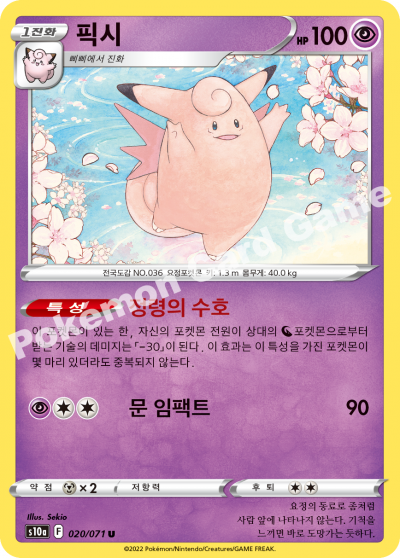 1진화
픽시
HP 100
삐삐에서 진화
전국도감 NO.036 요정포켓몬 키: 1.3 m 몸무게: 40.0 kg
특성 정령의 수호
이 포켓몬이 있는 한, 자신의 포켓몬 전원이 상대의 포켓몬으로부터
받는 기술의 데미지는 「-30」이 된다. 이 효과는 이 특성을 가진 포켓몬이
몇 마리 있더라도 중복되지 않는다.
문 임팩트 90
약점 ×2 저항력 후퇴
Illus. Sekio
요정의 동료로 좀처럼
s10a F 020/071 U
사람 앞에 나타나지 않는다. 기척을
느끼면 바로 도망가는 듯하다.
©2022 Pokémon/Nintendo/Creatures/GAME FREAK.
Pokémon Card Game